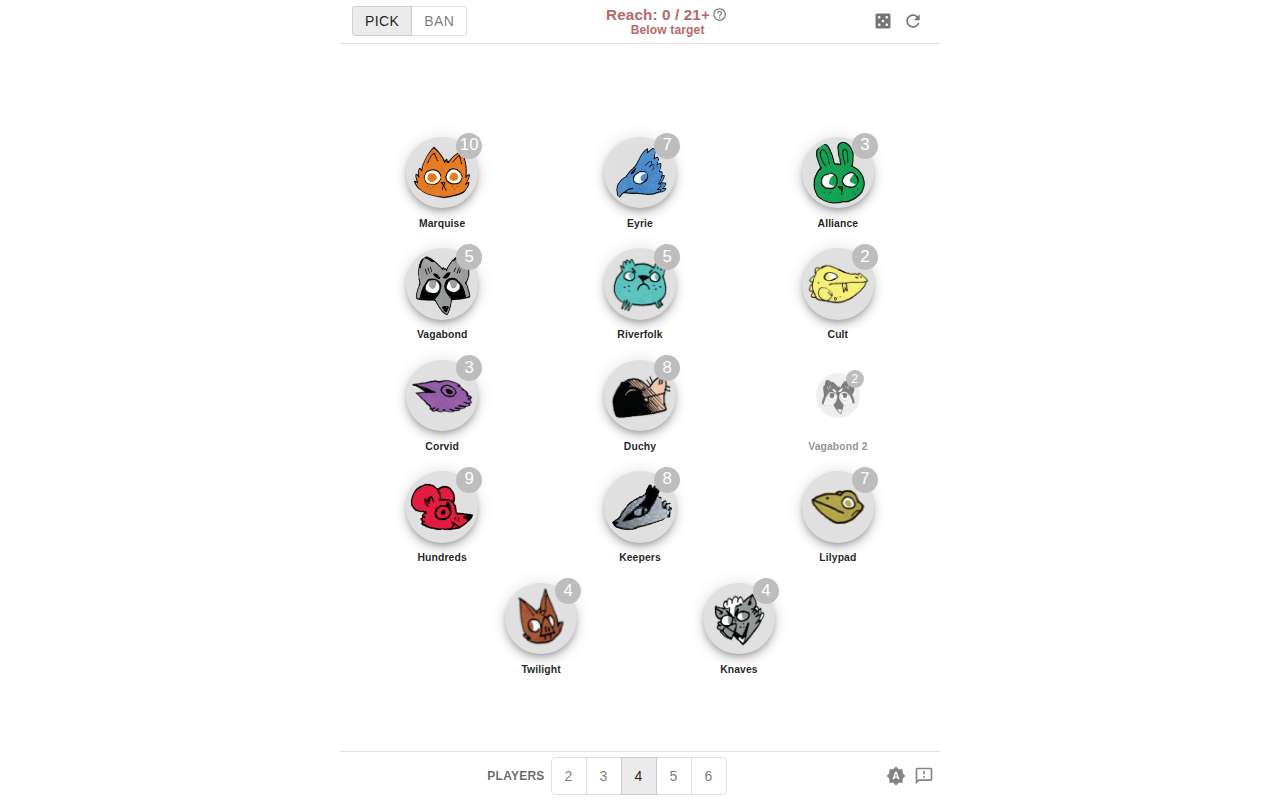 PICK BAN
Reach: 0 / 21+
Below target
10 7 3
Marquise Eyrie Alliance
5 5 2
Vagabond Riverfolk Cult
3 8 2
Corvid Duchy Vagabond 2
9 8 7
Hundreds Keepers Lilypad
4 4
Twilight Knaves
PLAYERS 2 3 4 5 6 A